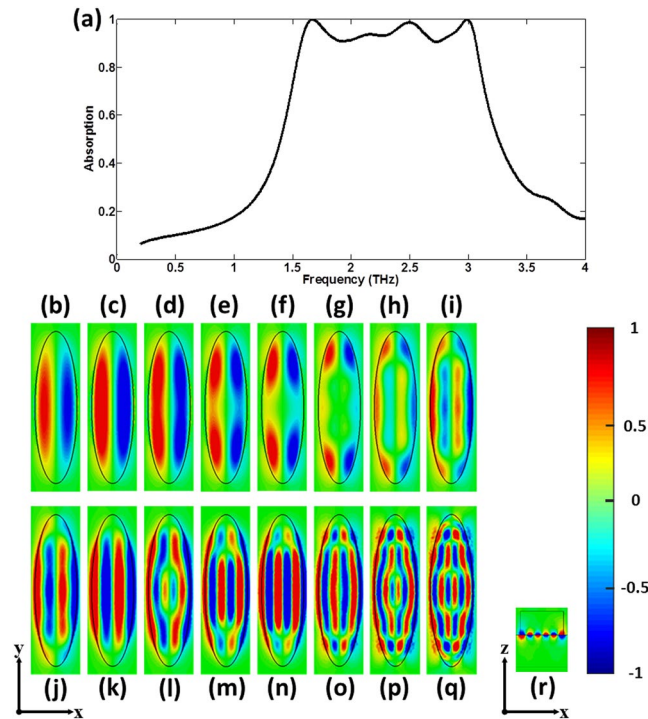 (a)
Absorption
1
0.8
0.6
0.4
0.2
0
0 0.5 1 1.5 2 2.5 3 3.5 4
Frequency (THz)
(b) (c) (d) (e) (f) (g) (h) (i)
1
0.5
0
-0.5
-1
y
x
(j) (k) (l) (m) (n) (o) (p) (q)
z
x
(r)